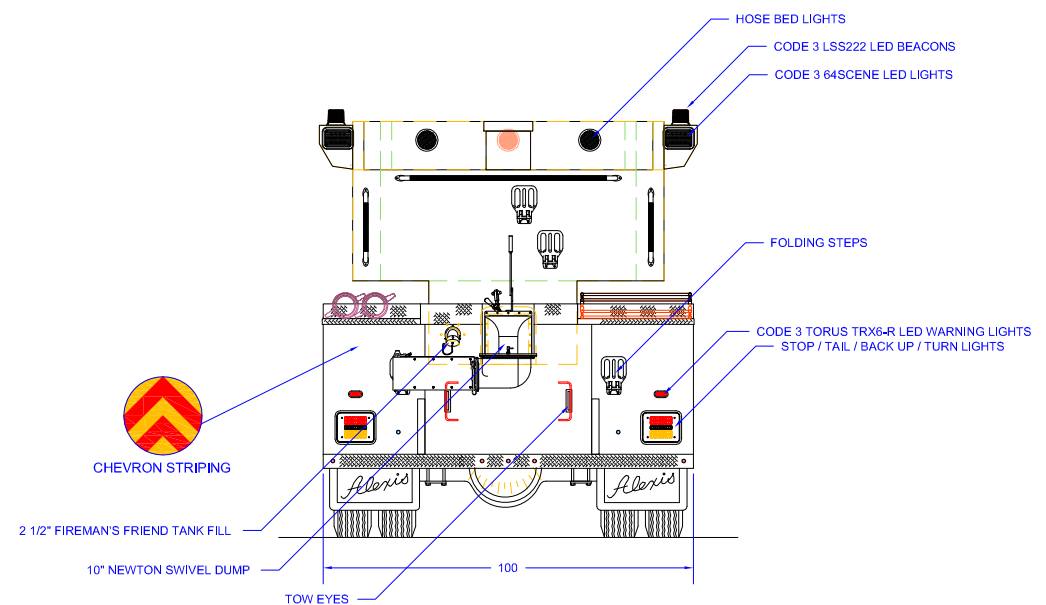 HOSE BED LIGHTS
CODE 3 LSS222 LED BEACONS
CODE 3 64SCENE LED LIGHTS
FOLDING STEPS
CODE 3 TORUS TRX6-R LED WARNING LIGHTS
STOP / TAIL / BACK UP / TURN LIGHTS
CHEVRON STRIPING
Alexis
Alexis
2 1/2" FIREMAN'S FRIEND TANK FILL
10" NEWTON SWIVEL DUMP
100
TOW EYES